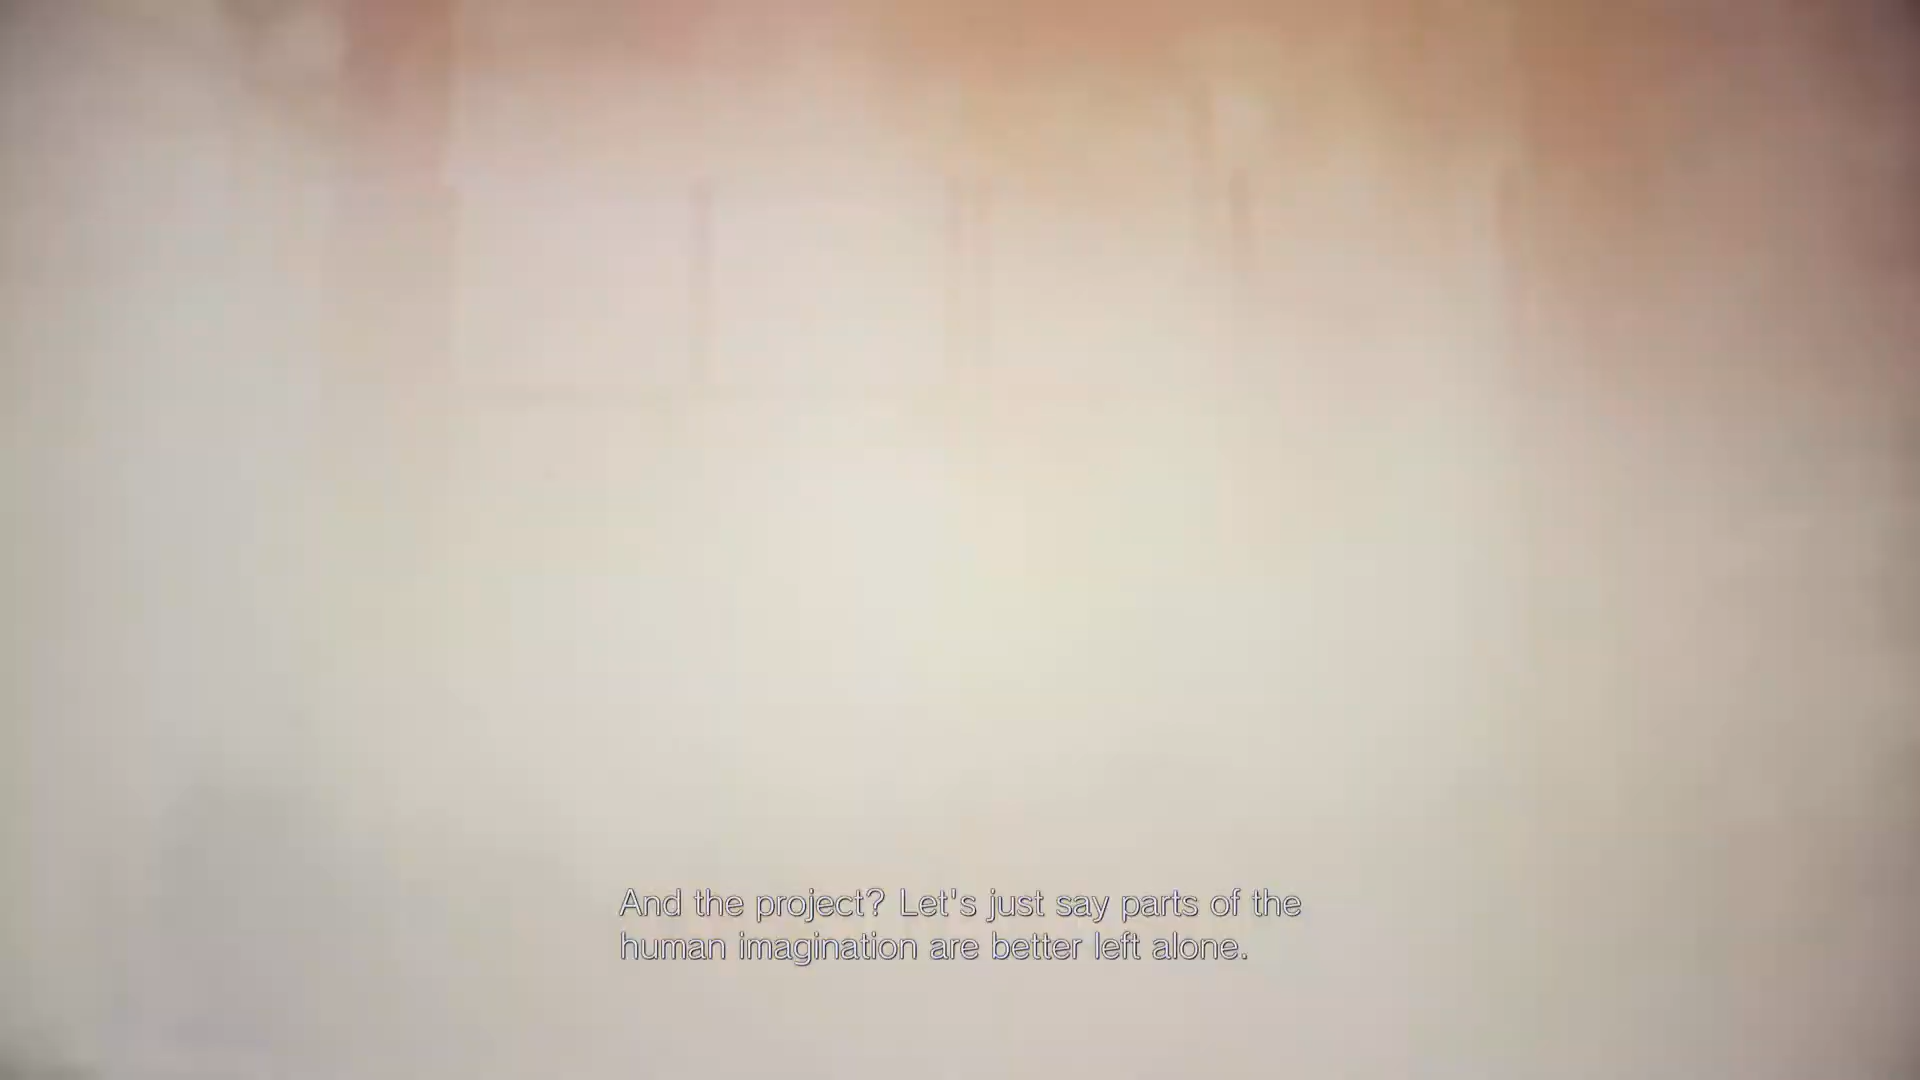 And the project? Let's just say parts of the
human imagination are better left alone.